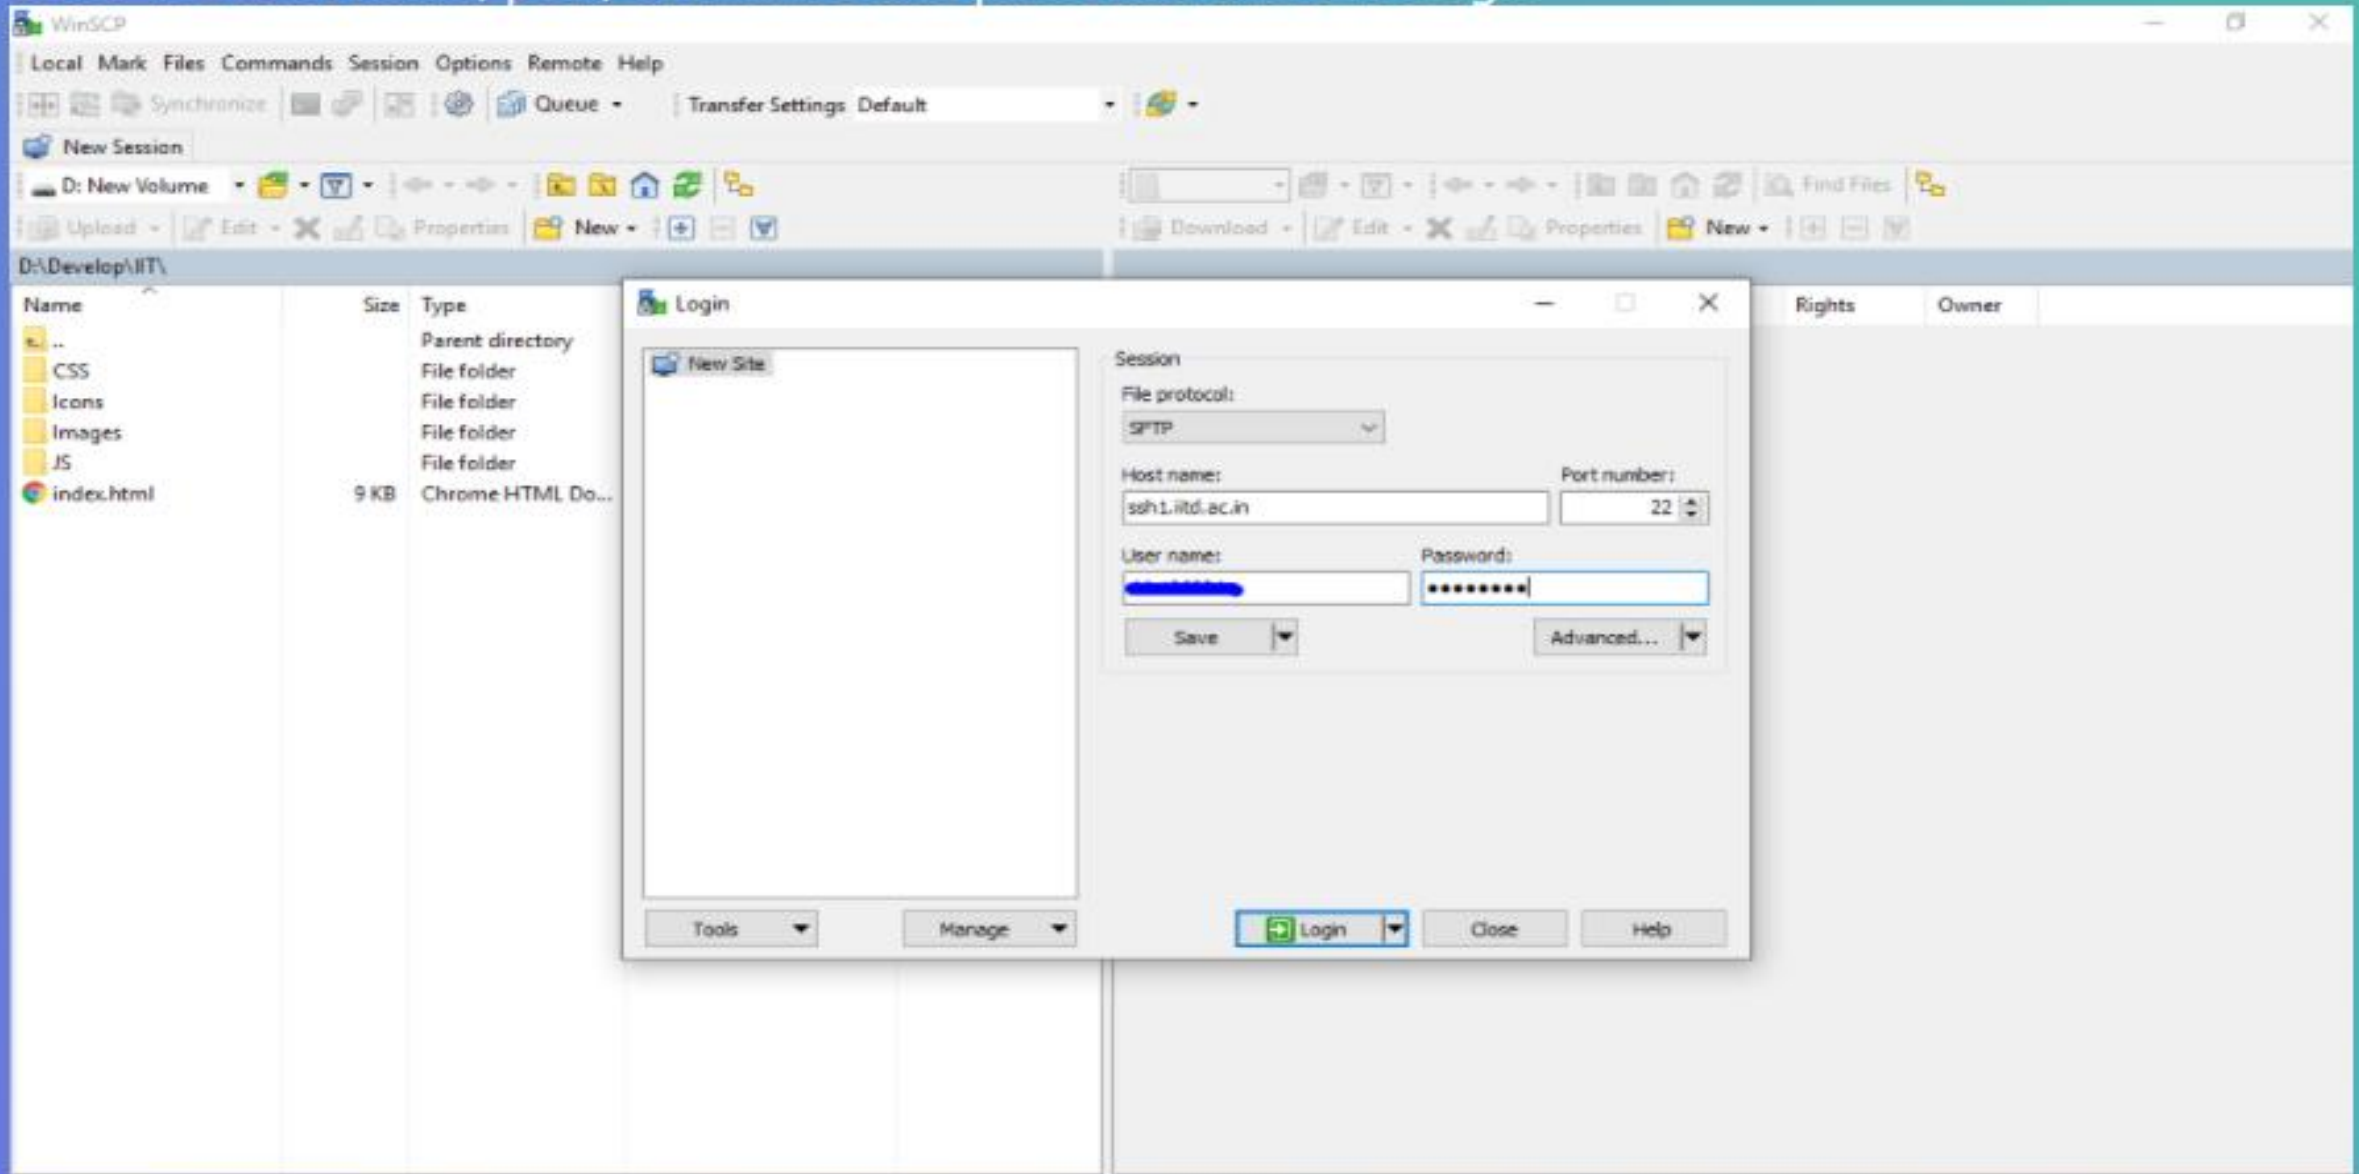 WinSCP
Local Mark Files Commands Session Options Remote Help
Synchronize Queue Transfer Settings Default
New Session
D: New Volume Find Files
Upload Edit Properties New Download Edit Properties New
D:\Develop\IIT\
Name Size Type Rights Owner
.. Parent directory
CSS File folder
Icons File folder
Images File folder
JS File folder
index.html 9 KB Chrome HTML Do...
Login
New Site
Session
File protocol:
SFTP
Host name: Port number:
ssh1.iitd.ac.in 22
User name: Password:
••••••••
Save Advanced...
Tools Manage Login Close Help